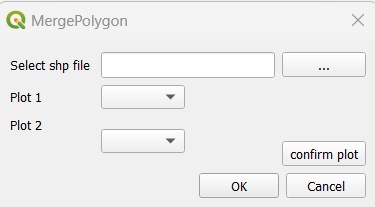 MergePolygon
Select shp file
...
Plot 1
Plot 2
confirm plot
OK
Cancel